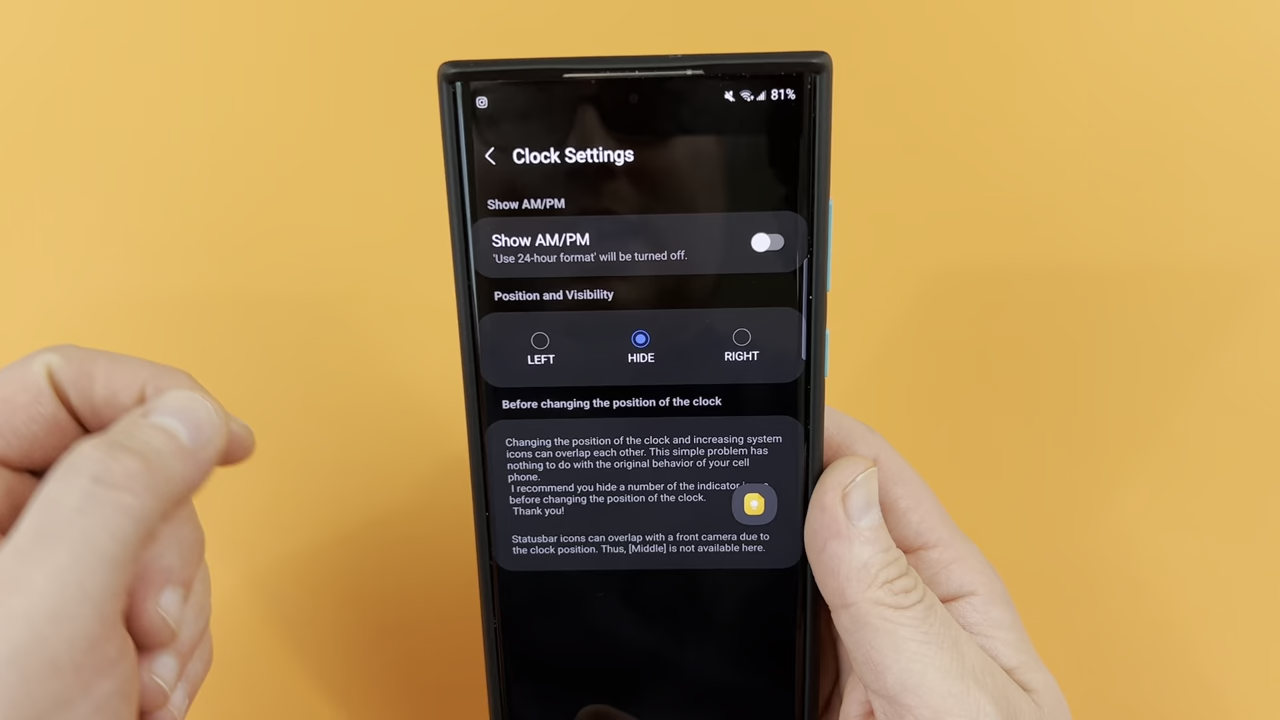 81%
Clock Settings
Show AM/PM
Show AM/PM
'Use 24-hour format' will be turned off.
Position and Visibility
LEFT HIDE RIGHT
Before changing the position of the clock
Changing the position of the clock and increasing system
icons can overlap each other. This simple problem has
nothing to do with the original behavior of your cell
phone.
I recommend you hide a number of the indicator
before changing the position of the clock.
Thank you!
Statusbar icons can overlap with a front camera due to
the clock position. Thus, [Middle] is not available here.